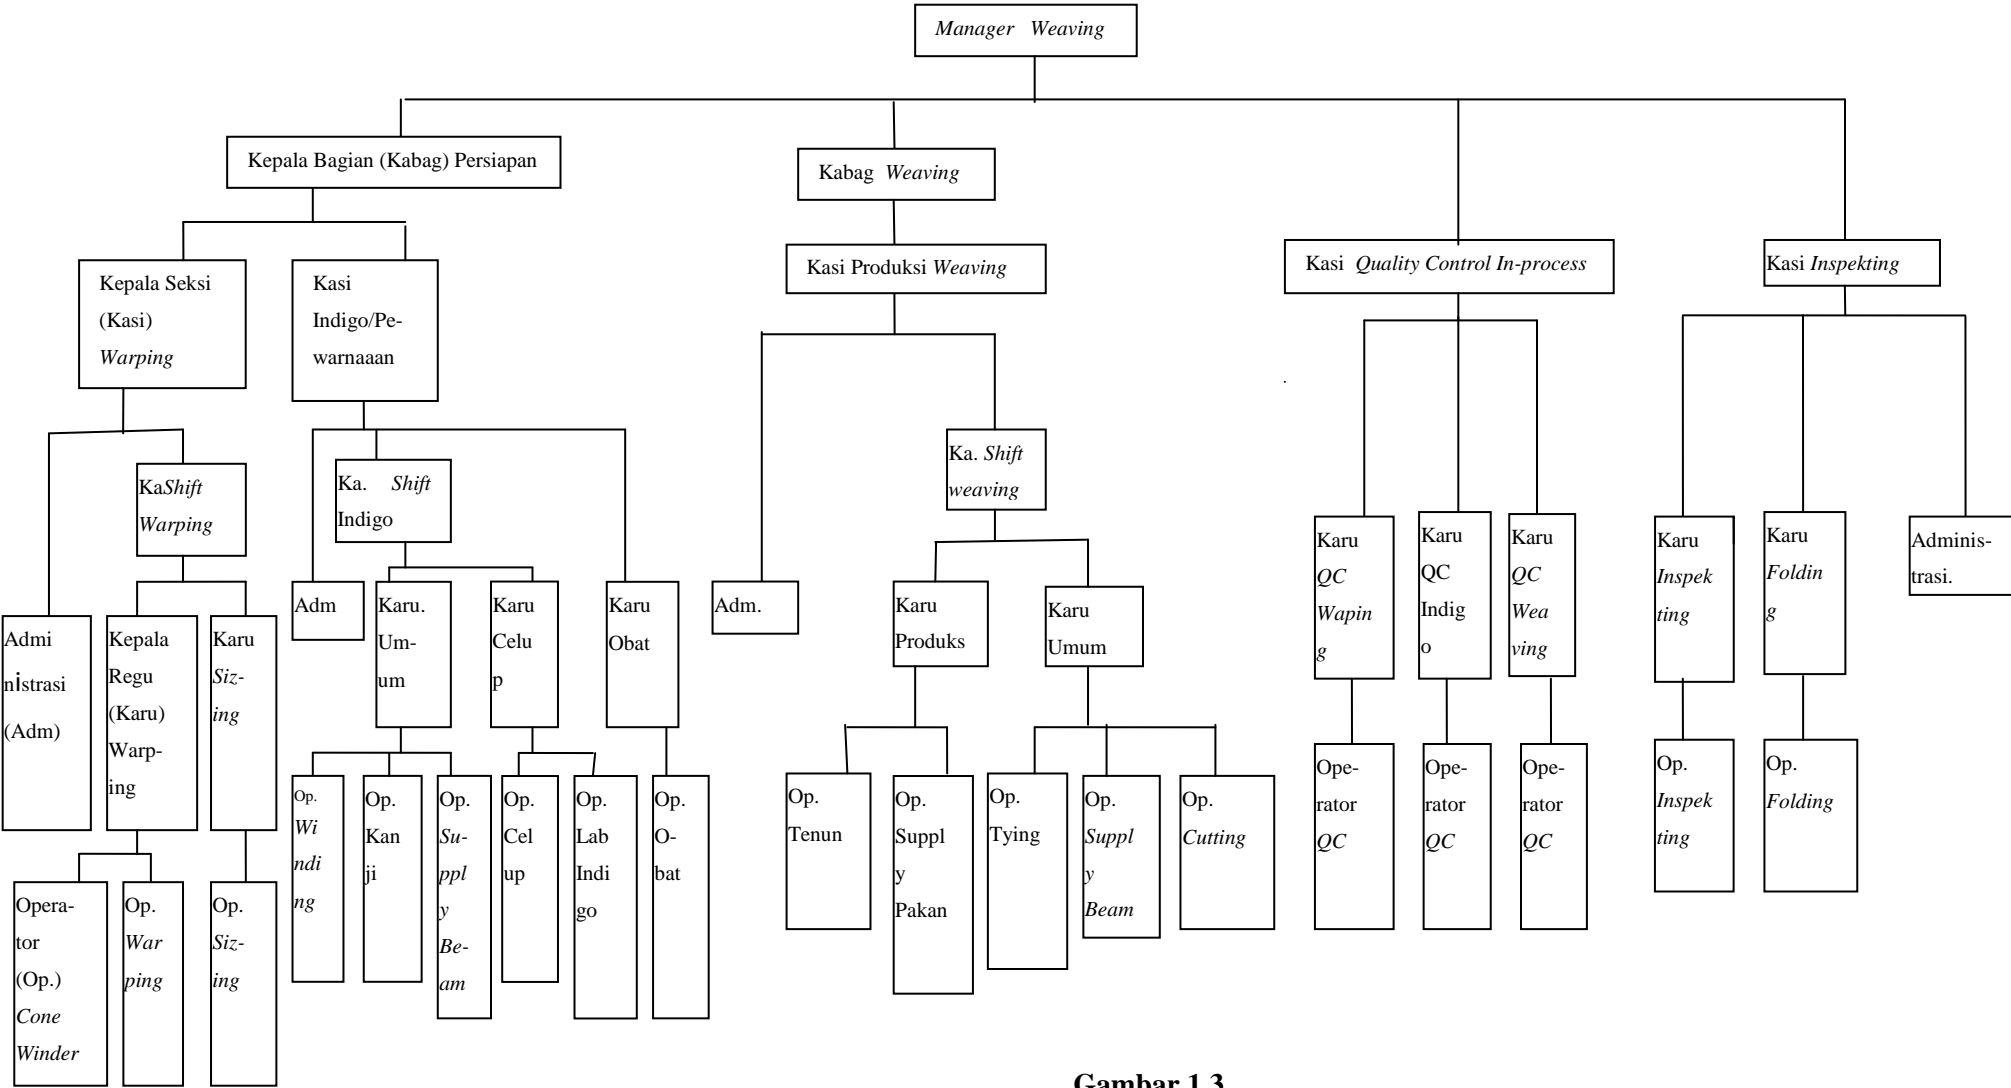 Manager Weaving
Kepala Bagian (Kabag) Persiapan
Kabag Weaving
Kasi Produksi Weaving
Kasi Quality Control In-process
Kasi Inspekting
Kepala Seksi
(Kasi)
Warping
Kasi
Indigo/Pe-
warnaaan
KaShift
Warping
Ka. Shift
Indigo
Ka. Shift
weaving
Admi
nistrasi
(Adm)
Kepala
Regu
(Karu)
Warp-
ing
Karu
Siz-
ing
Adm
Karu.
Um-
um
Karu
Celu
p
Karu
Obat
Adm.
Karu
Produks
Karu
Umum
Karu
QC
Wapin
g
Karu
QC
Indig
o
Karu
QC
Wea
ving
Karu
Inspek
ting
Karu
Foldin
g
Adminis-
trasi.
Opera-
tor
(Op.)
Cone
Winder
Op.
War
ping
Op.
Siz-
ing
Op.
Wi
ndi
ng
Op.
Kan
ji
Op.
Su-
ppl
y
Be-
am
Op.
Cel
up
Op.
Lab
Indi
go
Op.
O-
bat
Op.
Tenun
Op.
Suppl
y
Pakan
Op.
Tying
Op.
Suppl
y
Beam
Op.
Cutting
Ope-
rator
QC
Ope-
rator
QC
Ope-
rator
QC
Op.
Inspek
ting
Op.
Folding
Gambar 1.3